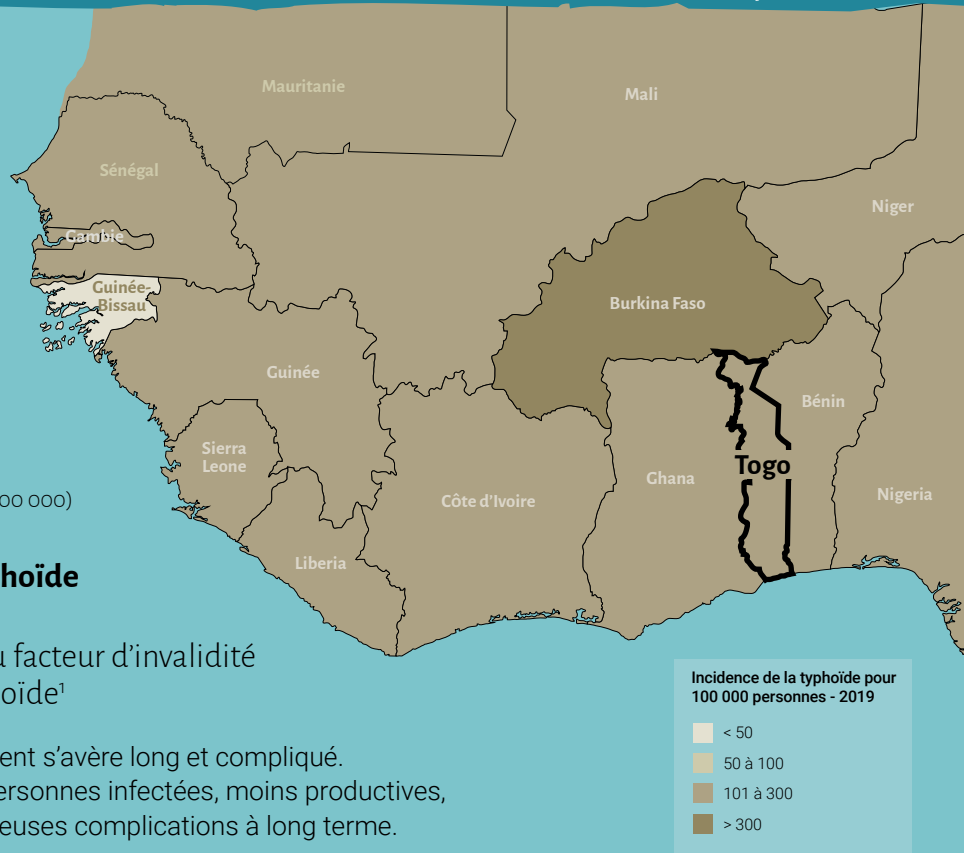 Mauritanie
Mali
Sénégal
Niger
Gambie
Guinée-
Bissau
Burkina Faso
Guinée
Bénin
Sierra
Leone
Togo
Ghana
Côte d'Ivoire
Nigeria
00 000)
Liberia
hoïde
facteur d'invalidité
oïde¹
ent s'avère long et compliqué.
ersonnes infectées, moins productives,
euses complications à long terme.
Incidence de la typhoïde pour
100 000 personnes - 2019
< 50
50 à 100
101 à 300
> 300